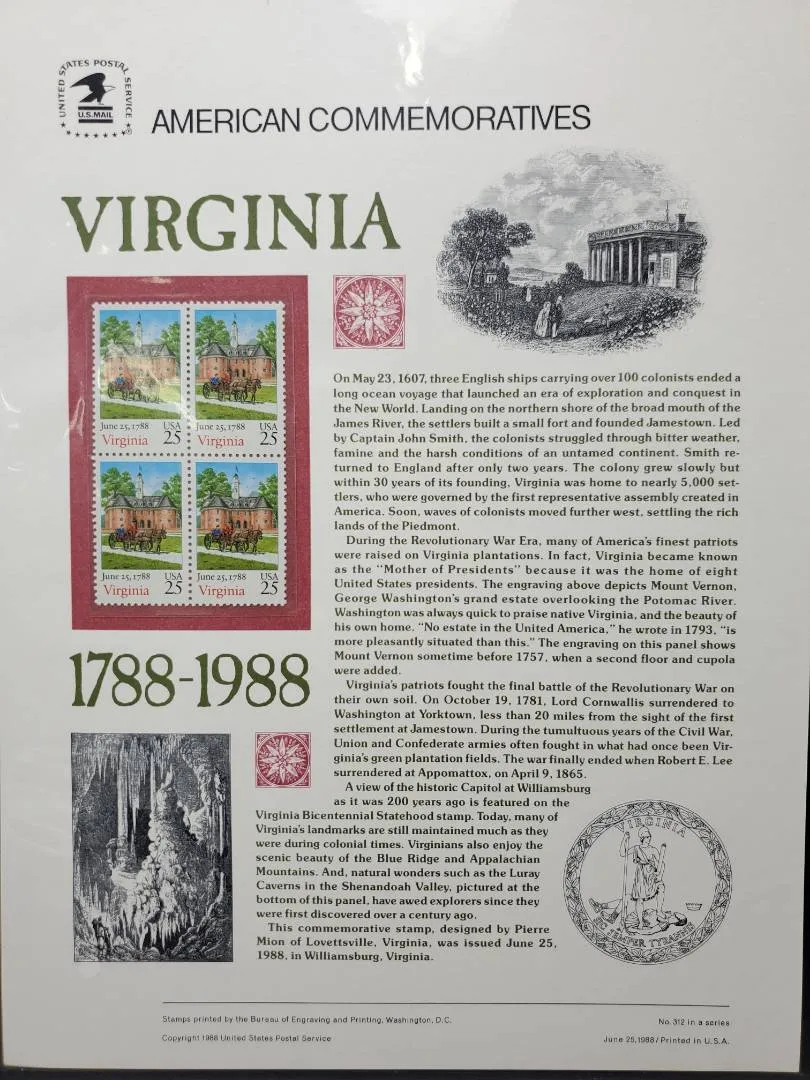 UNITED STATES POSTAL SERVICE
U.S.MAIL
AMERICAN COMMEMORATIVES
VIRGINIA
June 25, 1788 USA
Virginia 25
June 25, 1788 USA
Virginia 25
June 25, 1788 USA
Virginia 25
June 25, 1788 USA
Virginia 25
1788-1988
On May 23, 1607, three English ships carrying over 100 colonists ended a
long ocean voyage that launched an era of exploration and conquest in
the New World. Landing on the northern shore of the broad mouth of the
James River, the settlers built a small fort and founded Jamestown. Led
by Captain John Smith, the colonists struggled through bitter weather,
famine and the harsh conditions of an untamed continent. Smith re-
turned to England after only two years. The colony grew slowly but
within 30 years of its founding, Virginia was home to nearly 5,000 set-
tlers, who were governed by the first representative assembly created in
America. Soon, waves of colonists moved further west, settling the rich
lands of the Piedmont.
During the Revolutionary War Era, many of America's finest patriots
were raised on Virginia plantations. In fact, Virginia became known
as the "Mother of Presidents" because it was the home of eight
United States presidents. The engraving above depicts Mount Vernon,
George Washington's grand estate overlooking the Potomac River.
Washington was always quick to praise native Virginia, and the beauty of
his own home. "No estate in the United America," he wrote in 1793, "is
more pleasantly situated than this." The engraving on this panel shows
Mount Vernon sometime before 1757, when a second floor and cupola
were added.
Virginia's patriots fought the final battle of the Revolutionary War on
their own soil. On October 19, 1781, Lord Cornwallis surrendered to
Washington at Yorktown, less than 20 miles from the sight of the first
settlement at Jamestown. During the tumultuous years of the Civil War,
Union and Confederate armies often fought in what had once been Vir-
ginia's green plantation fields. The war finally ended when Robert E. Lee
surrendered at Appomattox, on April 9, 1865.
A view of the historic Capitol at Williamsburg
as it was 200 years ago is featured on the
Virginia Bicentennial Statehood stamp. Today, many of
Virginia's landmarks are still maintained much as they
were during colonial times. Virginians also enjoy the
scenic beauty of the Blue Ridge and Appalachian
Mountains. And, natural wonders such as the Luray
Caverns in the Shenandoah Valley, pictured at the
bottom of this panel, have awed explorers since they
were first discovered over a century ago.
This commemorative stamp, designed by Pierre
Mion of Lovettsville, Virginia, was issued June 25,
1988, in Williamsburg, Virginia.
VIRGINIA
SIC SEMPER TYRANNIS
Stamps printed by the Bureau of Engraving and Printing, Washington, D.C.
Copyright 1988 United States Postal Service
No. 312 in a series
June 25, 1988/Printed in U.S.A.